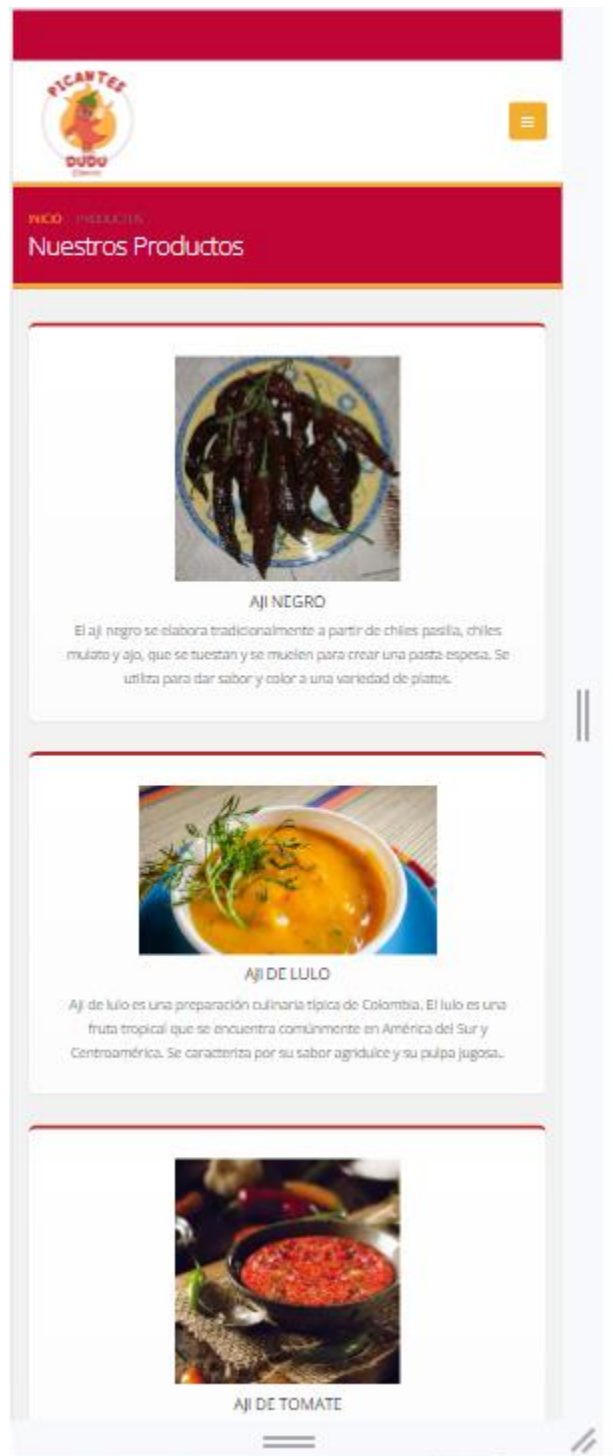 PICANTES
DUDU
INICIO PRODUCTOS
Nuestros Productos
AJI NEGRO
El aji negro se elabora tradicionalmente a partir de chiles pasilla, chiles
mulato y ajo, que se tuestan y se muelen para crear una pasta espesa. Se
utiliza para dar sabor y color a una variedad de platos.
AJI DE LULO
Aji de lulo es una preparación culinaria típica de Colombia. El lulo es una
fruta tropical que se encuentra comúnmente en América del Sur y
Centroamérica. Se caracteriza por su sabor agridulce y su pulpa jugosa..
AJI DE TOMATE